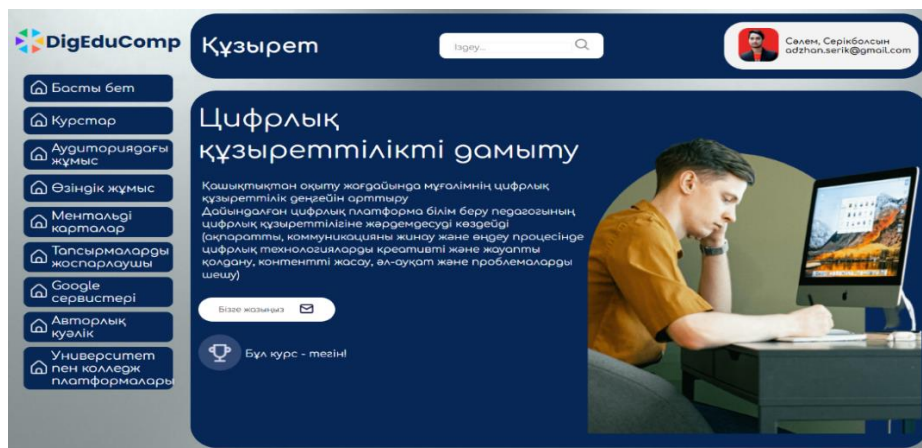 DigEduComp
Құзырет
Іздеу...
Сәлем, Серікболсын
adzhan.serik@gmail.com
Басты бет
Курстар
Аудиториядағы
жұмыс
Өзіндік жұмыс
Ментальді
карталар
Тапсырмаларды
жоспарлаушы
Google
сервистері
Авторлық
куәлік
Университет
пен колледж
платформалары
Цифрлық
құзыреттілікті дамыту
Қашықтықтан оқыту жағдайында мұғалімнің цифрлық
құзыреттілік деңгейін арттыру
Дайындалған цифрлық платформа білім беру педагогының
цифрлық құзыреттілігіне жәрдемдесуді көздейді
(ақпаратты, коммуникацияны жинау және өңдеу процесінде
цифрлық технологияларды креативті және жауапты
қолдану, контентті жасау, әл-ауқат және проблемаларды
шешу)
Бізге жазыңыз
Бұл курс - тегін!